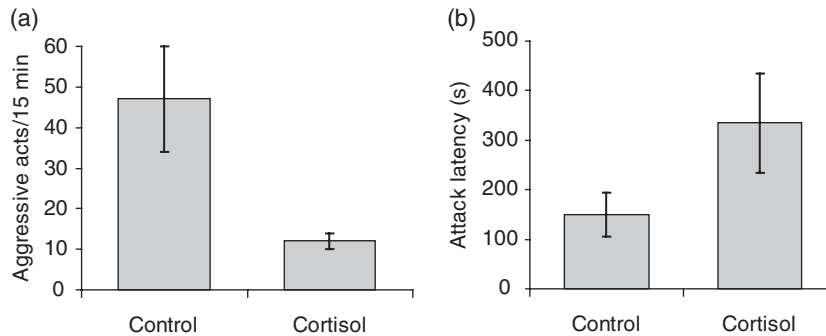 (a)
Aggressive acts/15 min
60
50
40
30
20
10
0
Control
Cortisol
(b)
Attack latency (s)
500
400
300
200
100
0
Control
Cortisol